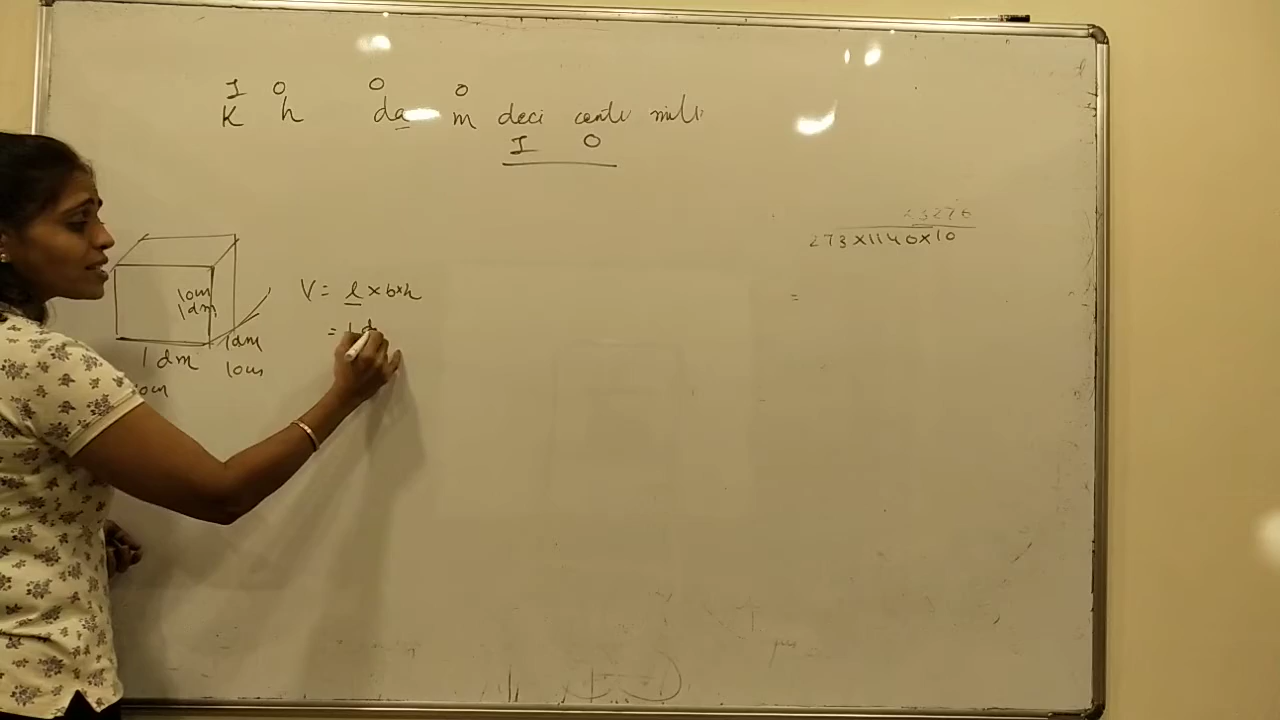 I 0 0 0
K h da m deci centi milli
I 0
23276
273×1140×10
=
10cm
1dm
1dm
1 dm
10cm
10cm
V = l × b × h
= 1 d